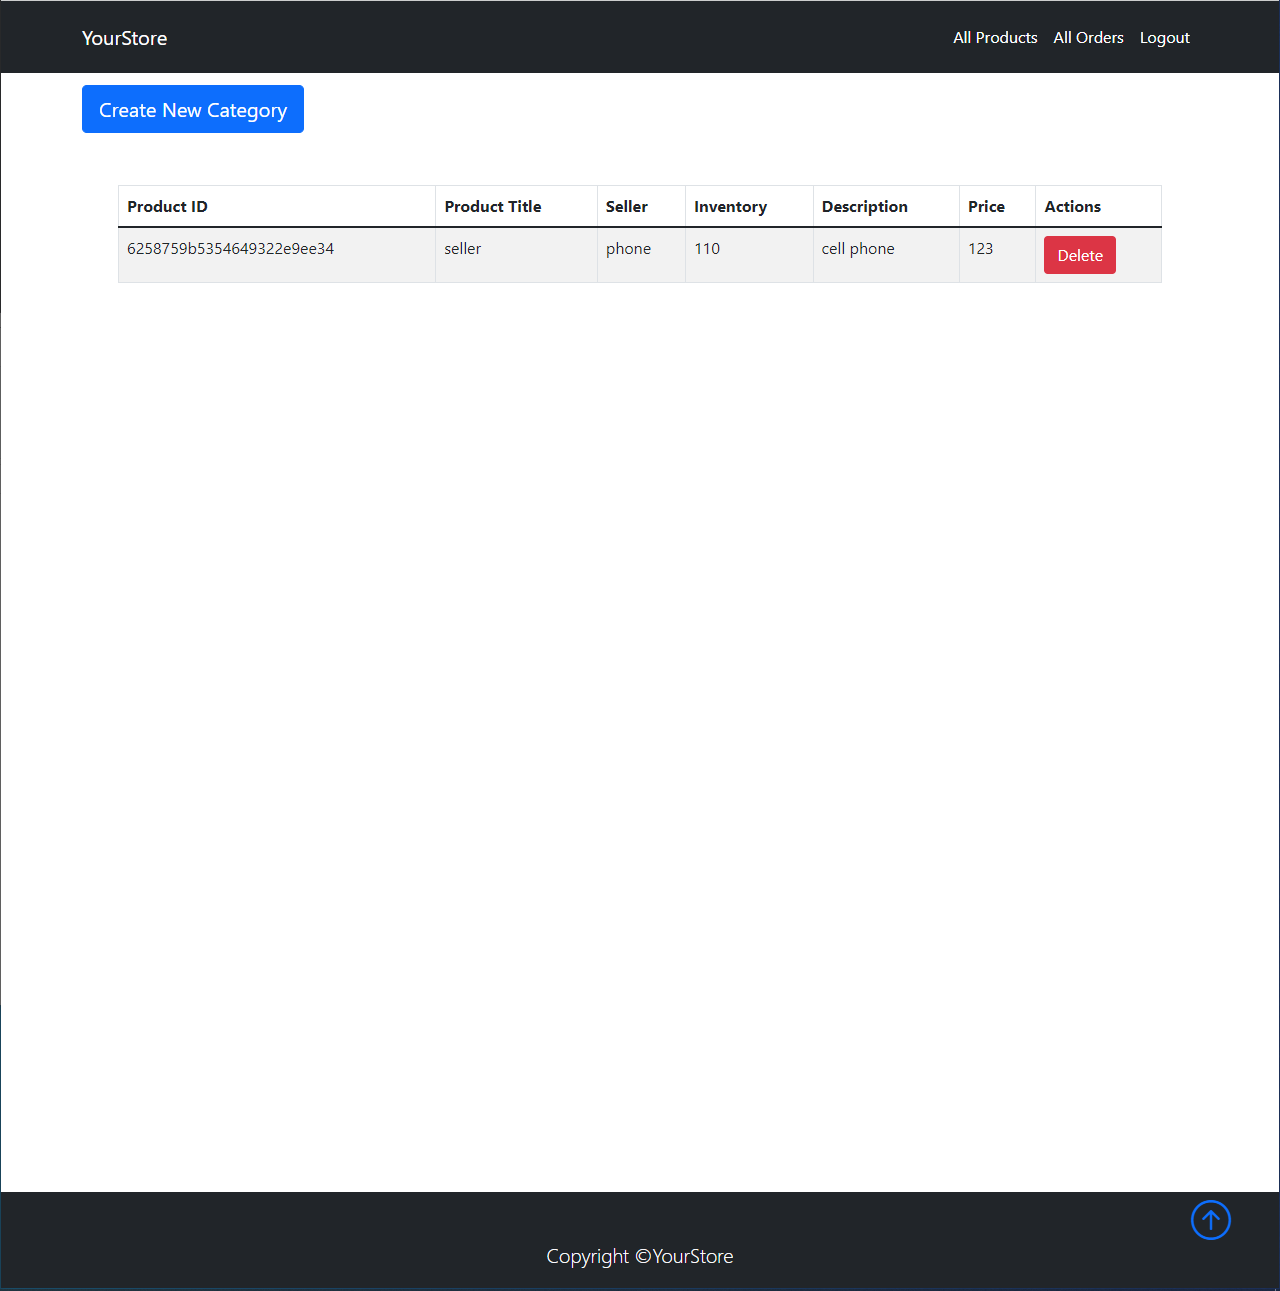 YourStore All Products All Orders Logout
Create New Category
Product ID Product Title Seller Inventory Description Price Actions
6258759b5354649322e9ee34 seller phone 110 cell phone 123 Delete
Copyright ©YourStore